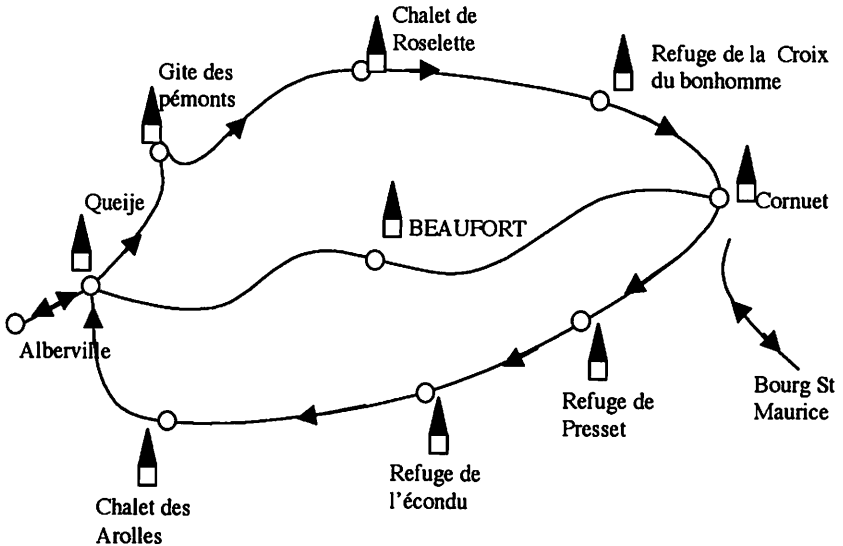 Chalet de
Roselette
Refuge de la Croix
du bonhomme
Gite des
pémonts
Queije
Cornuet
BEAUFORT
Alberville
Bourg St
Maurice
Refuge de
Presset
Refuge de
l'écondu
Chalet des
Arolles